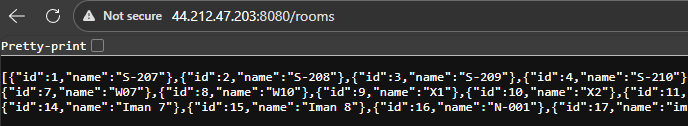 Not secure 44.212.47.203:8080/rooms
Pretty-print
[{"id":1,"name":"S-207"},{"id":2,"name":"S-208"},{"id":3,"name":"S-209"},{"id":4,"name":"S-210"}
{"id":7,"name":"W07"},{"id":8,"name":"W10"},{"id":9,"name":"X1"},{"id":10,"name":"X2"},{"id":11,
{"id":14,"name":"Iman 7"},{"id":15,"name":"Iman 8"},{"id":16,"name":"N-001"},{"id":17,"name":"im